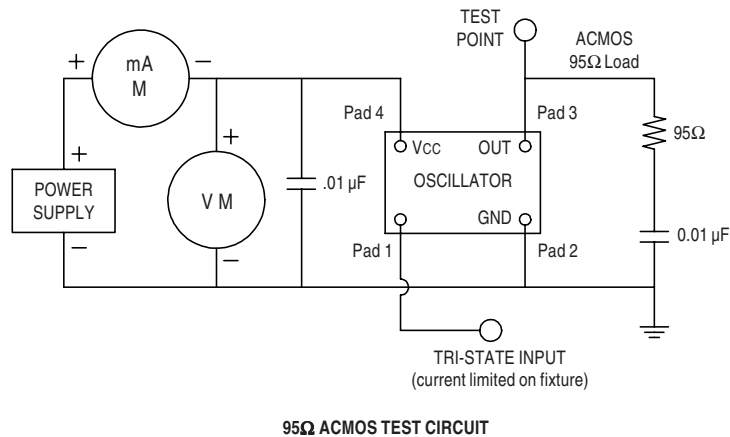 TEST
POINT
ACMOS
95Ω Load
+
mA
M
−
Pad 4
Pad 3
+
POWER
SUPPLY
−
+
V M
−
.01 µF
VCC
OUT
OSCILLATOR
GND
95Ω
0.01 µF
Pad 1
Pad 2
TRI-STATE INPUT
(current limited on fixture)
95Ω ACMOS TEST CIRCUIT